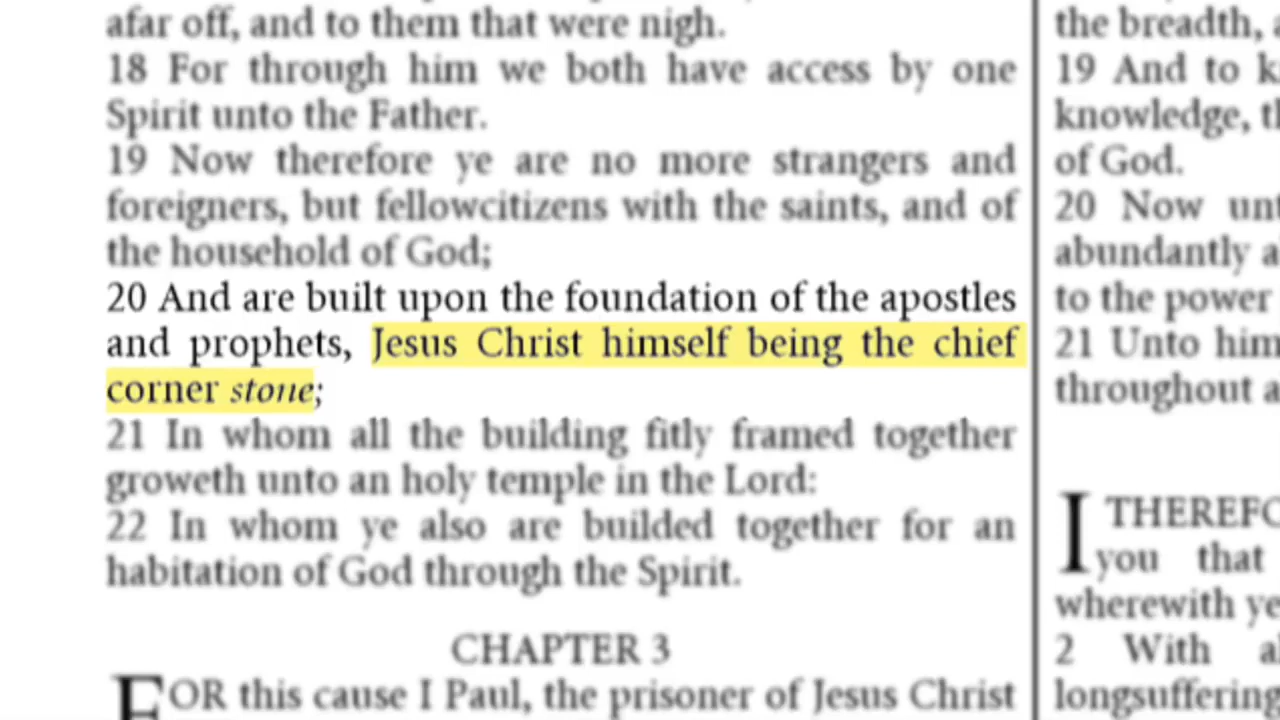 afar off, and to them that were nigh.
18 For through him we both have access by one
Spirit unto the Father.
19 Now therefore ye are no more strangers and
foreigners, but fellowcitizens with the saints, and of
the household of God;
20 And are built upon the foundation of the apostles
and prophets, Jesus Christ himself being the chief
corner stone;
21 In whom all the building fitly framed together
groweth unto an holy temple in the Lord:
22 In whom ye also are builded together for an
habitation of God through the Spirit.
CHAPTER 3
FOR this cause I Paul, the prisoner of Jesus Christ
the breadth,
19 And to
knowledge,
of God.
20 Now
abundantly
to the power
21 Unto him
throughout
I
you that
wherewith ye
2 With
longsuffering